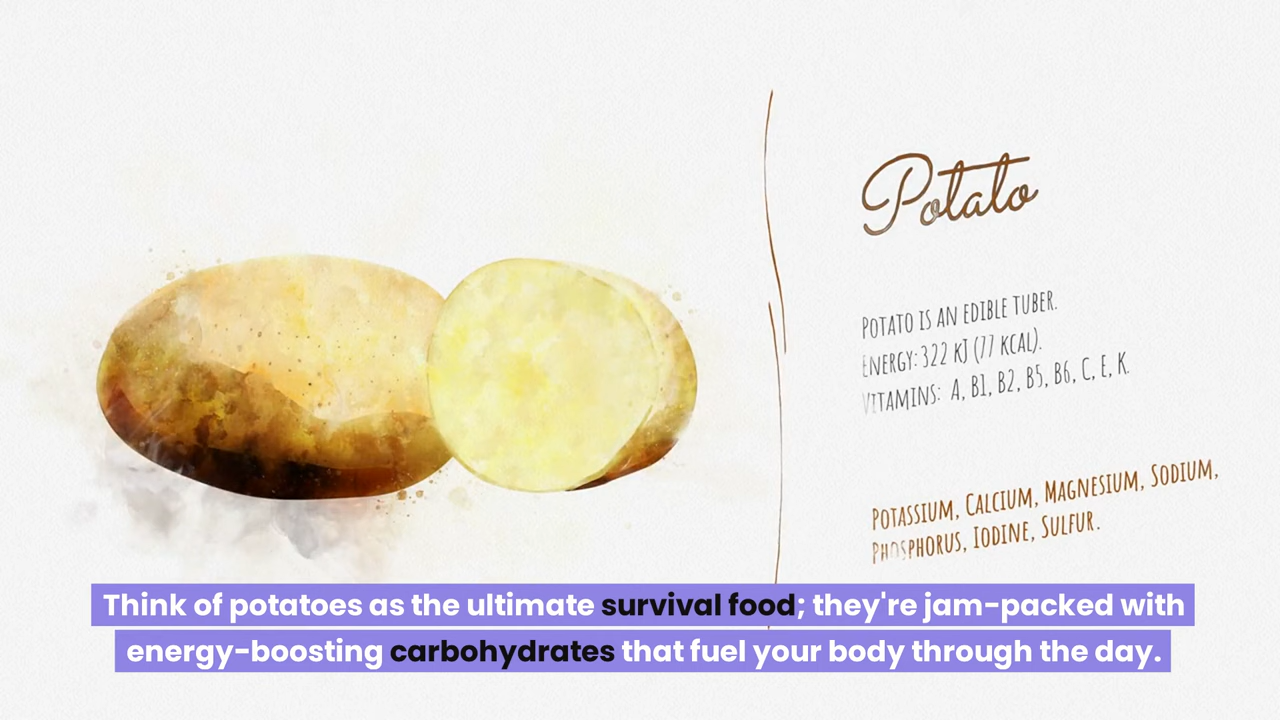 Potato
POTATO IS AN EDIBLE TUBER.
ENERGY: 322 KJ (77 KCAL).
VITAMINS: A, B1, B2, B5, B6, C, E, K.
POTASSIUM, CALCIUM, MAGNESIUM, SODIUM,
PHOSPHORUS, IODINE, SULFUR.
Think of potatoes as the ultimate survival food; they're jam-packed with
energy-boosting carbohydrates that fuel your body through the day.